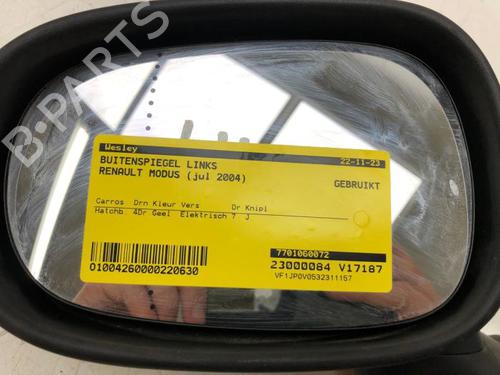 B-PARTS
Wesley
BUITENSPIEGEL LINKS 22-11-23
RENAULT MODUS (jul 2004)
GEBRUIKT
Carros Drn Kleur Vers Dr Knipl
Hatchb 4Dr Geel Elektrisch 7 J
7701060072
O1004260000220630 23000084 V17187
VF1JP0V0532311157